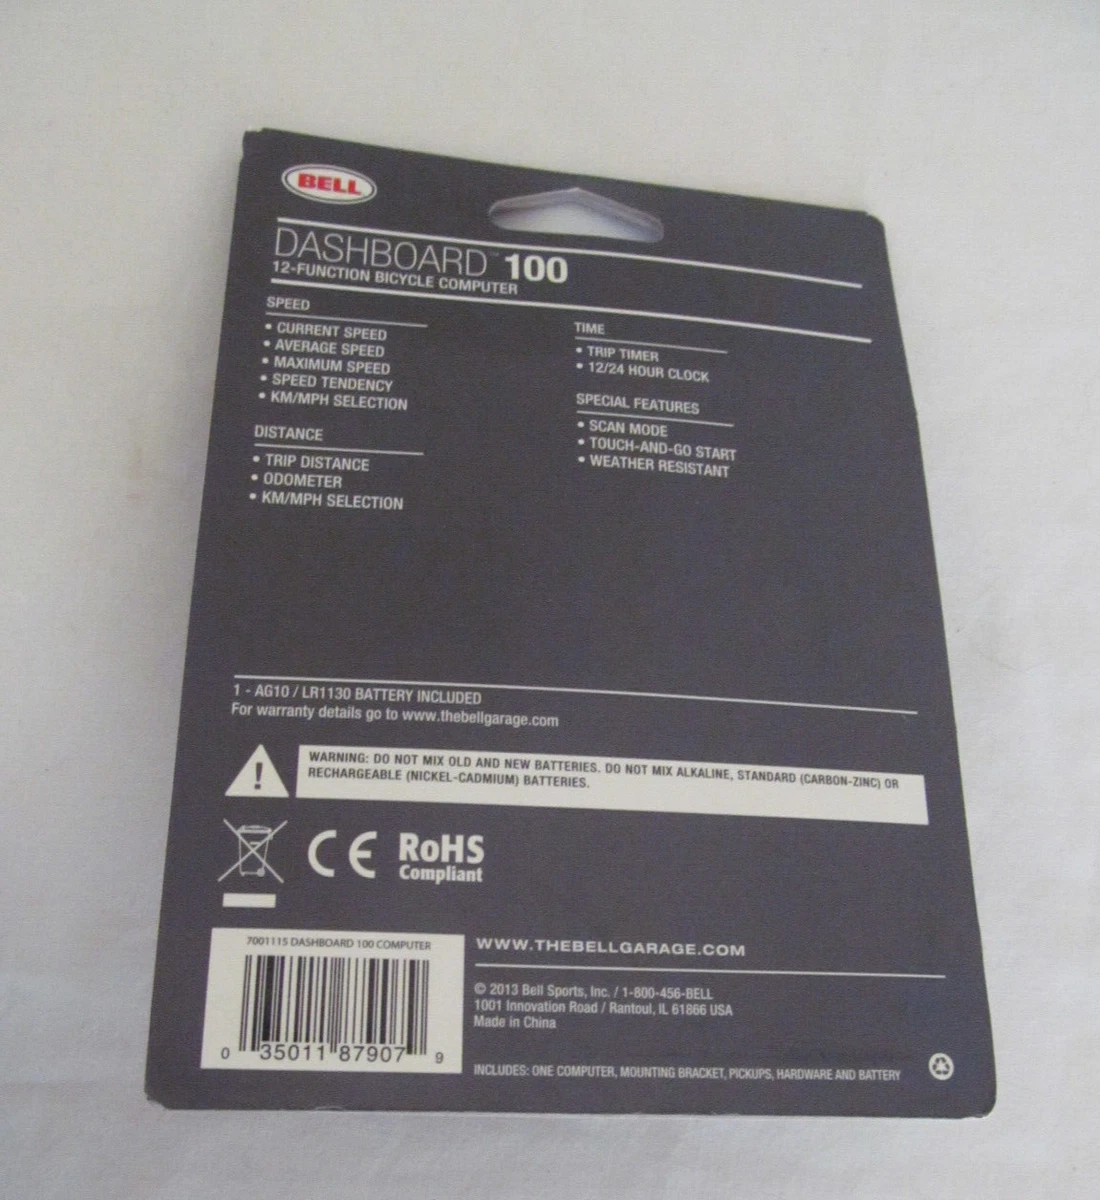 BELL
DASHBOARD™ 100
12-FUNCTION BICYCLE COMPUTER
SPEED
• CURRENT SPEED
• AVERAGE SPEED
• MAXIMUM SPEED
• SPEED TENDENCY
• KM/MPH SELECTION
DISTANCE
• TRIP DISTANCE
• ODOMETER
• KM/MPH SELECTION
TIME
• TRIP TIMER
• 12/24 HOUR CLOCK
SPECIAL FEATURES
• SCAN MODE
• TOUCH-AND-GO START
• WEATHER RESISTANT
1 - AG10 / LR1130 BATTERY INCLUDED
For warranty details go to www.thebellgarage.com
! WARNING: DO NOT MIX OLD AND NEW BATTERIES. DO NOT MIX ALKALINE, STANDARD (CARBON-ZINC) OR
RECHARGEABLE (NICKEL-CADMIUM) BATTERIES.
CE RoHS
Compliant
7001115 DASHBOARD 100 COMPUTER
0 35011 87907 9
WWW.THEBELLGARAGE.COM
© 2013 Bell Sports, Inc. / 1-800-456-BELL
1001 Innovation Road / Rantoul, IL 61866 USA
Made in China
INCLUDES: ONE COMPUTER, MOUNTING BRACKET, PICKUPS, HARDWARE AND BATTERY